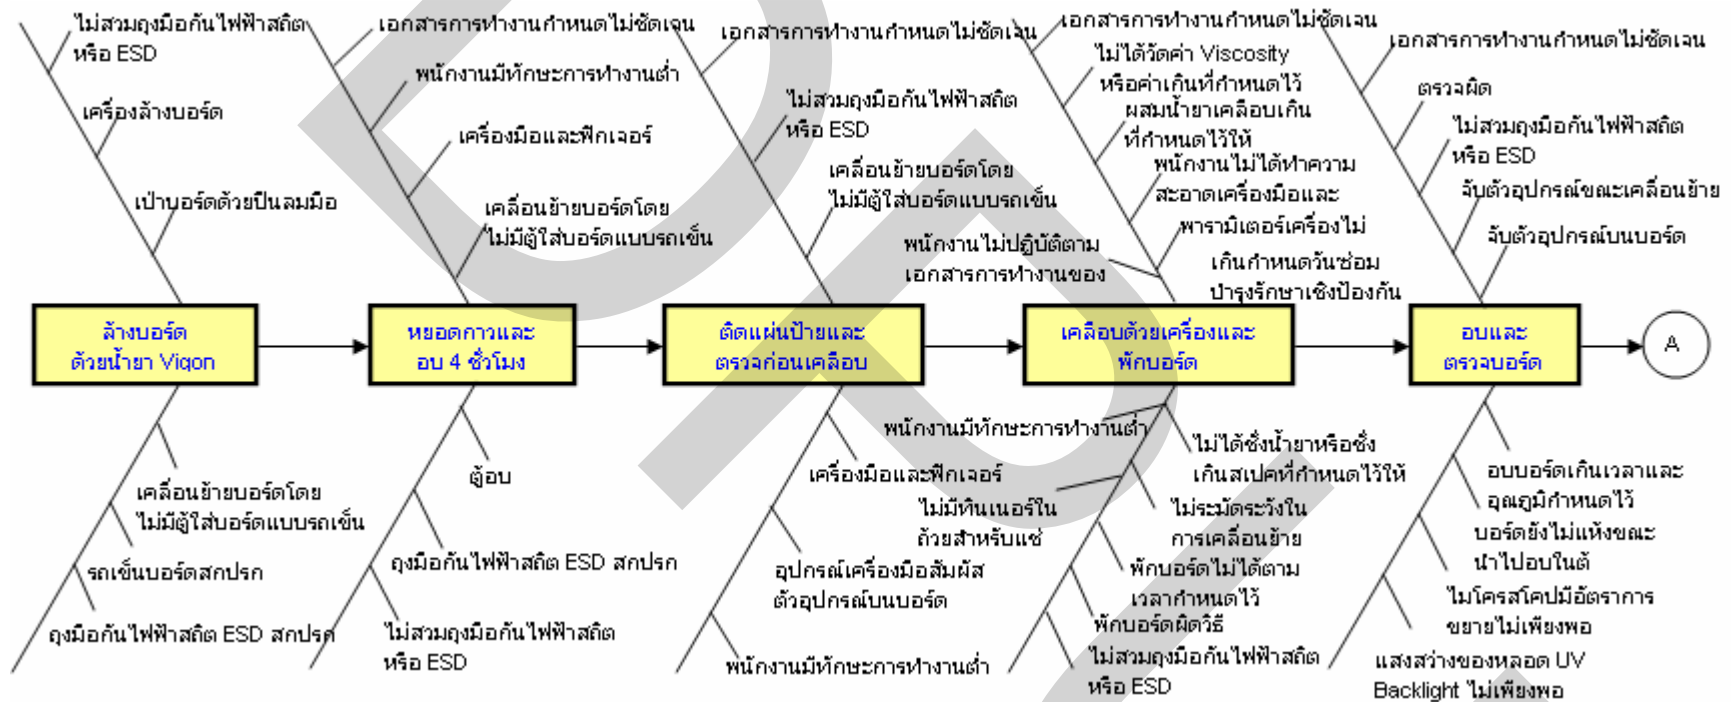 ไม่สวมถุงมือกันไฟฟ้าสถิต
หรือ ESD
เครื่องล้างบอร์ด
เป่าบอร์ดด้วยปืนลมมือ
ล้างบอร์ด
ด้วยน้ำยา Vigon
เคลื่อนย้ายบอร์ดโดย
ไม่มีตู้ใส่บอร์ดแบบรถเข็น
รถเข็นบอร์ดสกปรก
ถุงมือกันไฟฟ้าสถิต ESD สกปรก
เอกสารการทำงานกำหนดไม่ชัดเจน
พนักงานมีทักษะการทำงานต่ำ
เครื่องมือและฟิกเจอร์
เคลื่อนย้ายบอร์ดโดย
ไม่มีตู้ใส่บอร์ดแบบรถเข็น
หยอดกาวและ
อบ 4 ชั่วโมง
ตู้อบ
ถุงมือกันไฟฟ้าสถิต ESD สกปรก
ไม่สวมถุงมือกันไฟฟ้าสถิต
หรือ ESD
เอกสารการทำงานกำหนดไม่ชัดเจน
ไม่สวมถุงมือกันไฟฟ้าสถิต
หรือ ESD
เคลื่อนย้ายบอร์ดโดย
ไม่มีตู้ใส่บอร์ดแบบรถเข็น
ติดแผ่นป้ายและ
ตรวจก่อนเคลือบ
เครื่องมือและฟิกเจอร์
อุปกรณ์เครื่องมือสัมผัส
ตัวอุปกรณ์บนบอร์ด
พนักงานมีทักษะการทำงานต่ำ
เอกสารการทำงานกำหนดไม่ชัดเจน
ไม่ได้วัดค่า Viscosity
หรือค่าเกินที่กำหนดไว้
ผสมน้ำยาเคลือบเกิน
ที่กำหนดไว้ให้
พนักงานไม่ได้ทำความ
สะอาดเครื่องมือและ
พารามิเตอร์เครื่องไม่
พนักงานไม่ปฏิบัติตาม
เอกสารการทำงานของ
เกินกำหนดวันซ่อม
บำรุงรักษาเชิงป้องกัน
เคลือบด้วยเครื่องและ
พักบอร์ด
พนักงานมีทักษะการทำงานต่ำ
ไม่ได้ชั่งน้ำยาหรือชั่ง
เกินสเปคที่กำหนดไว้ให้
ไม่มีทินเนอร์ใน
ถ้วยสำหรับแช่
ไม่ระมัดระวังใน
การเคลื่อนย้าย
พักบอร์ดไม่ได้ตาม
เวลากำหนดไว้
พักบอร์ดผิดวิธี
ไม่สวมถุงมือกันไฟฟ้าสถิต
หรือ ESD
เอกสารการทำงานกำหนดไม่ชัดเจน
ตรวจผิด
ไม่สวมถุงมือกันไฟฟ้าสถิต
หรือ ESD
จับตัวอุปกรณ์ขณะเคลื่อนย้าย
จับตัวอุปกรณ์บนบอร์ด
อบและ
ตรวจบอร์ด
A
อบบอร์ดเกินเวลาและ
อุณภูมิกำหนดไว้
บอร์ดยังไม่แห้งขณะ
นำไปอบในตู้
ไมโครสโคปมีอัตราการ
ขยายไม่เพียงพอ
แสงสว่างของหลอด UV
Backlight ไม่เพียงพอ